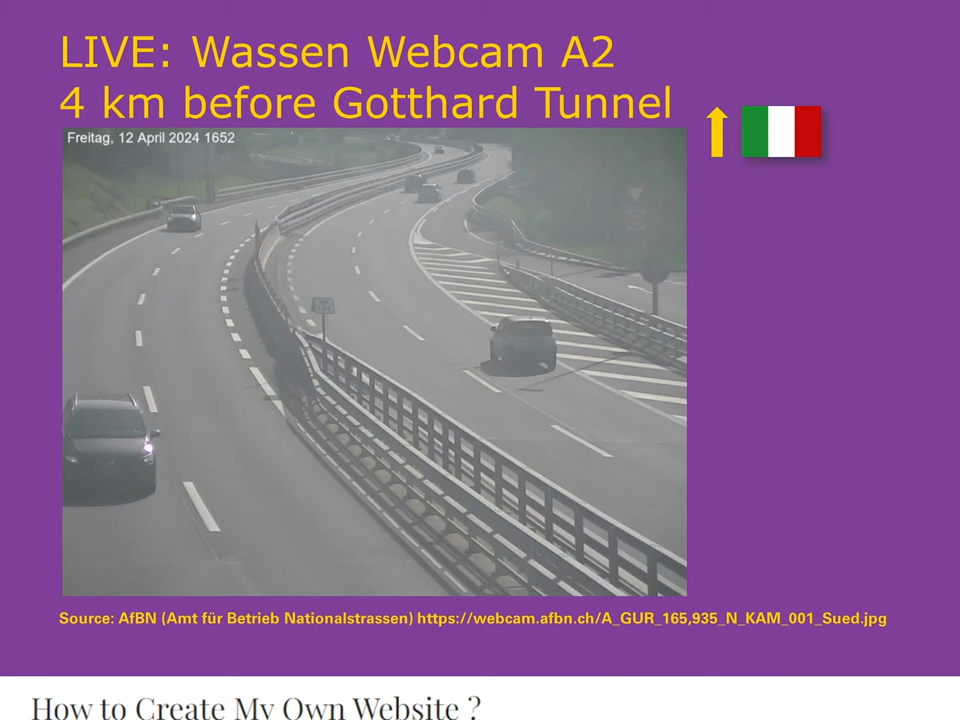 LIVE: Wassen Webcam A2
4 km before Gotthard Tunnel
Freitag, 12 April 2024 1652
Source: AfBN (Amt für Betrieb Nationalstrassen) https://webcam.afbn.ch/A_GUR_165,935_N_KAM_001_Sued.jpg
How to Create My Own Website ?